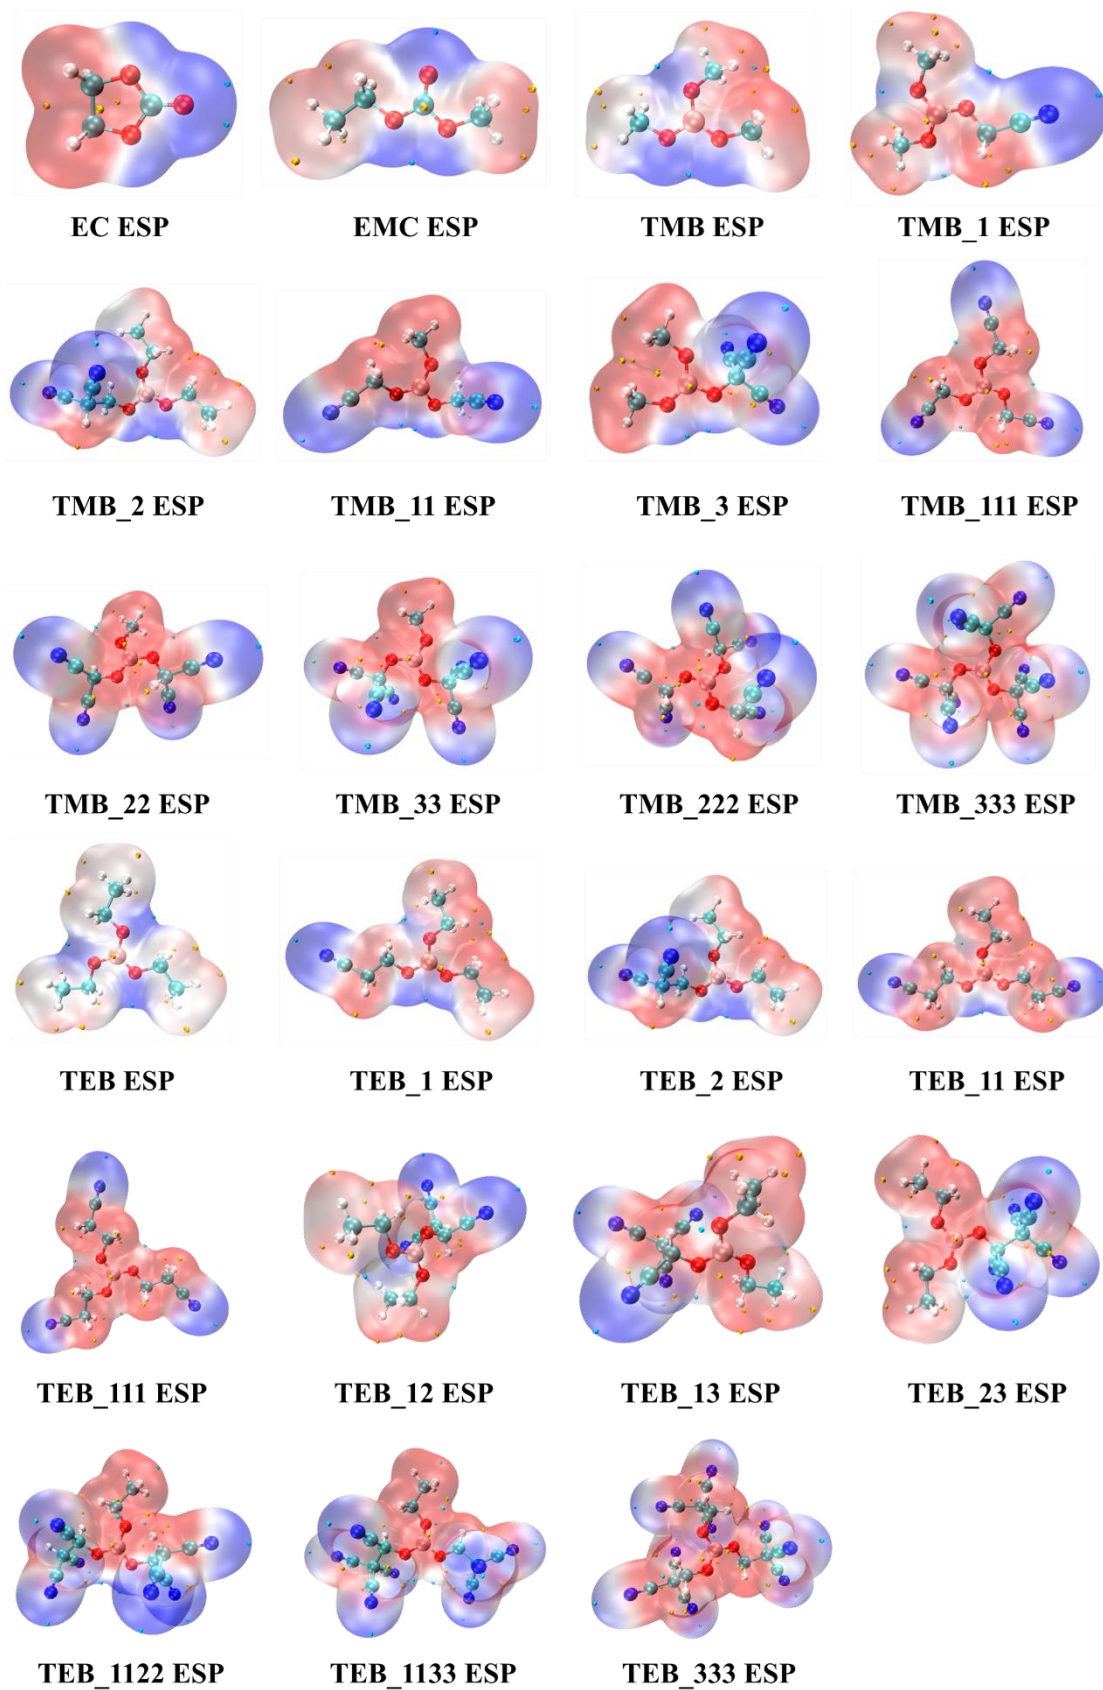 EC ESP
EMC ESP
TMB ESP
TMB_1 ESP
TMB_2 ESP
TMB_11 ESP
TMB_3 ESP
TMB_111 ESP
TMB_22 ESP
TMB_33 ESP
TMB_222 ESP
TMB_333 ESP
TEB ESP
TEB_1 ESP
TEB_2 ESP
TEB_11 ESP
TEB_111 ESP
TEB_12 ESP
TEB_13 ESP
TEB_23 ESP
TEB_1122 ESP
TEB_1133 ESP
TEB_333 ESP